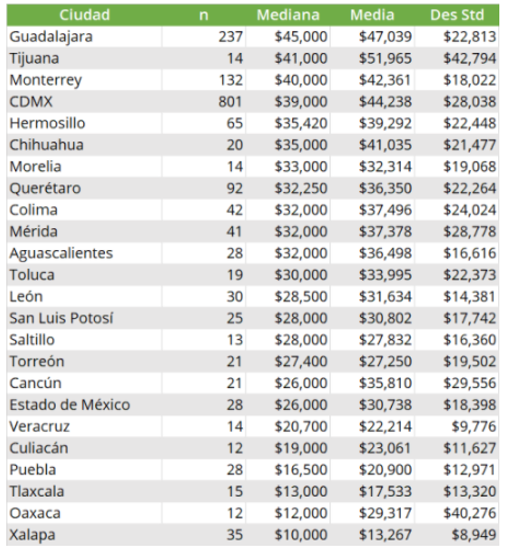 Ciudad n Mediana Media Des Std
Guadalajara 237 $45,000 $47,039 $22,813
Tijuana 14 $41,000 $51,965 $42,794
Monterrey 132 $40,000 $42,361 $18,022
CDMX 801 $39,000 $44,238 $28,038
Hermosillo 65 $35,420 $39,292 $22,448
Chihuahua 20 $35,000 $41,035 $21,477
Morelia 14 $33,000 $32,314 $19,068
Querétaro 92 $32,250 $36,350 $22,264
Colima 42 $32,000 $37,496 $24,024
Mérida 41 $32,000 $37,378 $28,778
Aguascalientes 28 $32,000 $36,498 $16,616
Toluca 19 $30,000 $33,995 $22,373
León 30 $28,500 $31,634 $14,381
San Luis Potosí 25 $28,000 $30,802 $17,742
Saltillo 13 $28,000 $27,832 $16,360
Torreón 21 $27,400 $27,250 $19,502
Cancún 21 $26,000 $35,810 $29,556
Estado de México 28 $26,000 $30,738 $18,398
Veracruz 14 $20,700 $22,214 $9,776
Culiacán 12 $19,000 $23,061 $11,627
Puebla 28 $16,500 $20,900 $12,971
Tlaxcala 15 $13,000 $17,533 $13,320
Oaxaca 12 $12,000 $29,317 $40,276
Xalapa 35 $10,000 $13,267 $8,949